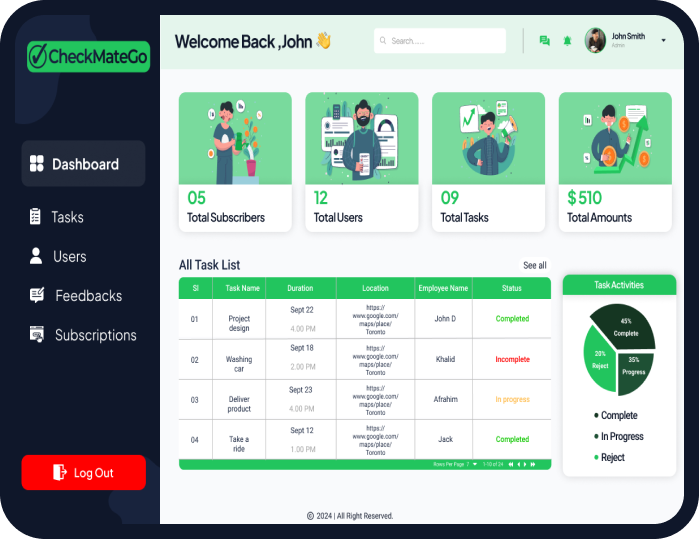 CheckMateGo
Welcome Back ,John 👋
Search......
John Smith
Admin
Dashboard
Tasks
Users
Feedbacks
Subscriptions
Log Out
05
Total Subscribers
12
Total Users
09
Total Tasks
$ 510
Total Amounts
All Task List
See all
Sl Task Name Duration Location Employee Name Status
01 Project design Sept 22 4.00 PM https://www.google.com/maps/place/Toronto John D Completed
02 Washing car Sept 18 2.00 PM https://www.google.com/maps/place/Toronto Khalid Incomplete
03 Deliver product Sept 23 4.00 PM https://www.google.com/maps/place/Toronto Afrahim In progress
04 Take a ride Sept 12 1.00 PM https://www.google.com/maps/place/Toronto Jack Completed
Rows Per Page 7 1-10 of 24
Task Activities
45%
Complete
20%
Reject
35%
Progress
Complete
In Progress
Reject
© 2024 | All Right Reserved.